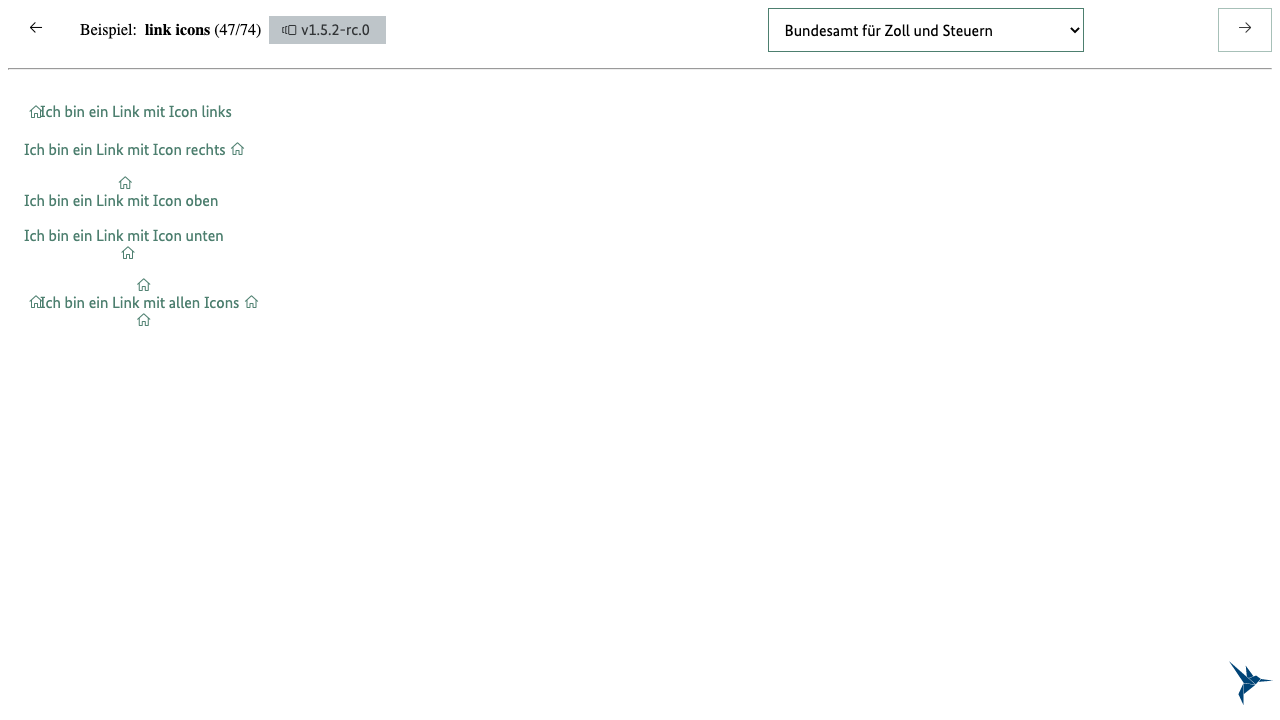 Beispiel: link icons (47/74) v1.5.2-rc.0 Bundesamt für Zoll und Steuern
Ich bin ein Link mit Icon links
Ich bin ein Link mit Icon rechts
Ich bin ein Link mit Icon oben
Ich bin ein Link mit Icon unten
Ich bin ein Link mit allen Icons